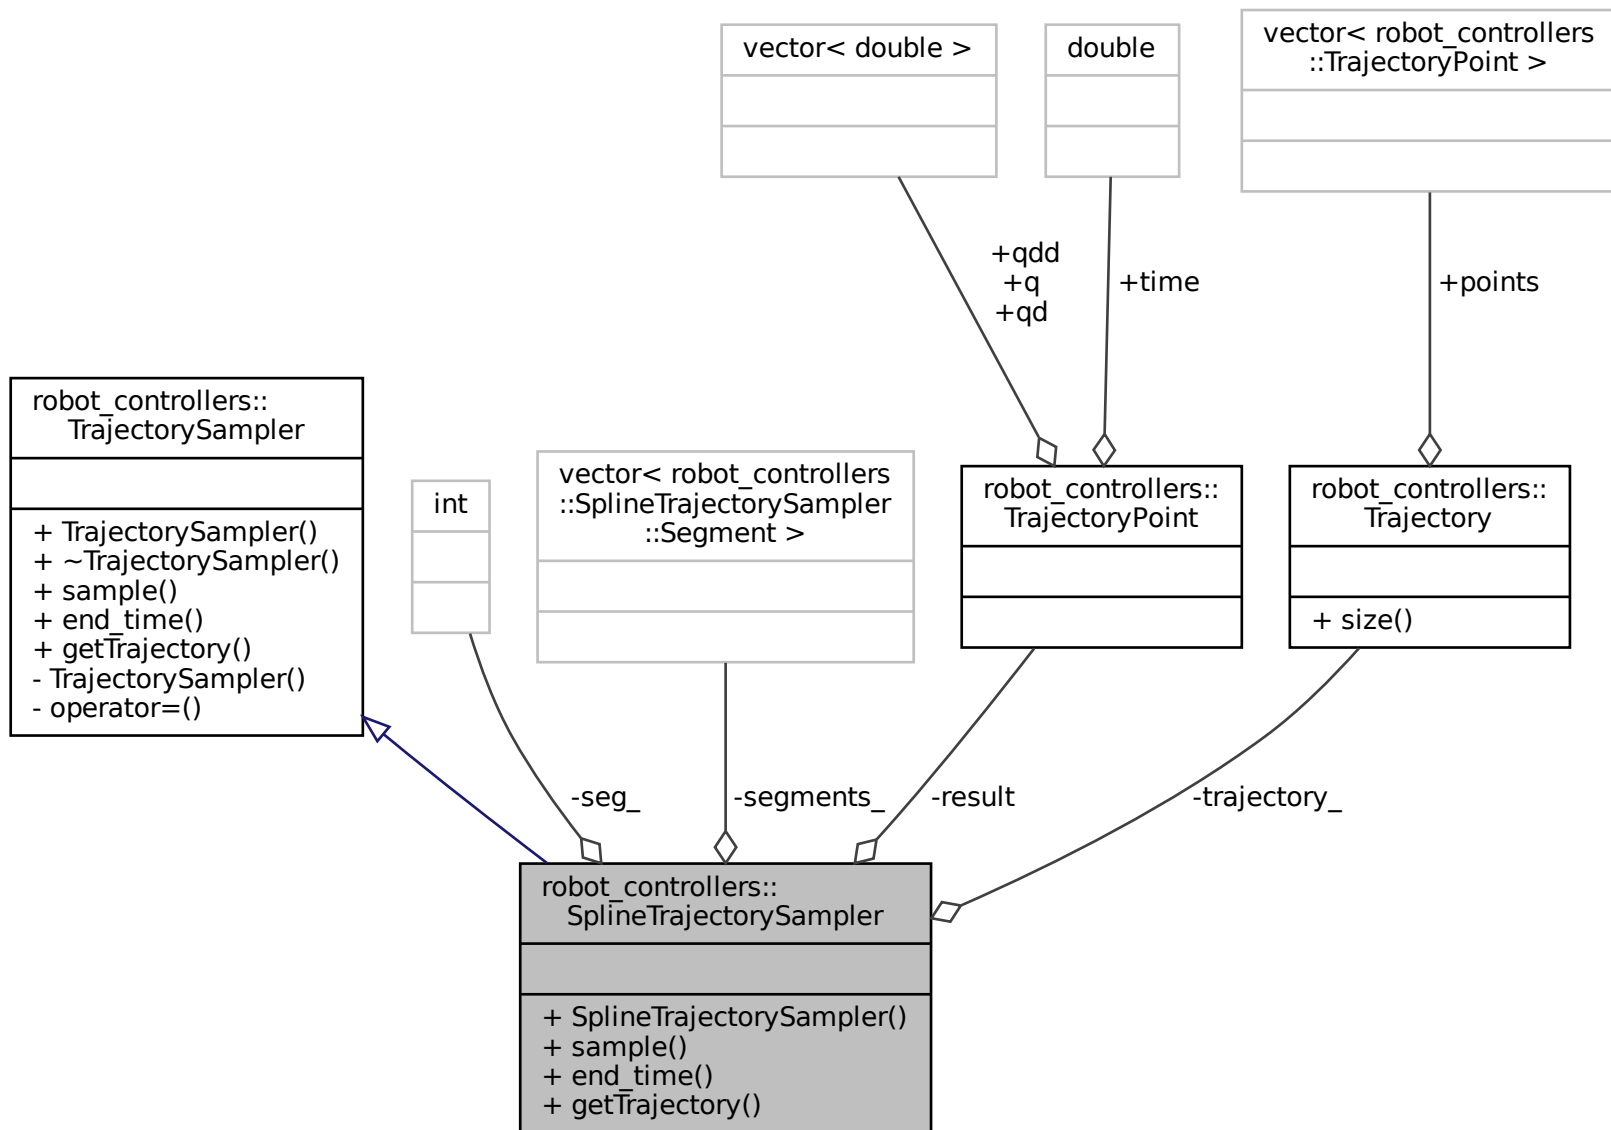 vector< double >
double
vector< robot_controllers
::TrajectoryPoint >
+qdd
+q
+qd
+time
+points
robot_controllers::
TrajectorySampler
+ TrajectorySampler()
+ ~TrajectorySampler()
+ sample()
+ end_time()
+ getTrajectory()
- TrajectorySampler()
- operator=()
int
vector< robot_controllers
::SplineTrajectorySampler
::Segment >
robot_controllers::
TrajectoryPoint
robot_controllers::
Trajectory
+ size()
-seg_
-segments_
-result
-trajectory_
robot_controllers::
SplineTrajectorySampler
+ SplineTrajectorySampler()
+ sample()
+ end_time()
+ getTrajectory()